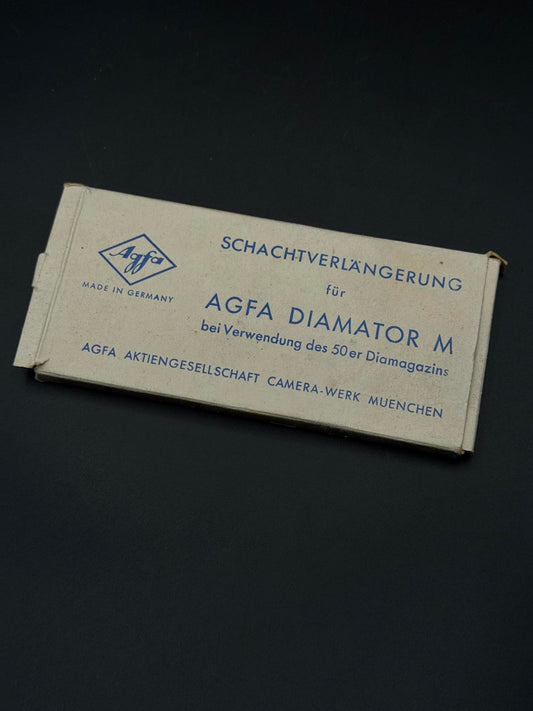 Agfa
MADE IN GERMANY
SCHACHTVERLÄNGERUNG
für
AGFA DIAMATOR M
bei Verwendung des 50er Diamagazins
AGFA AKTIENGESELLSCHAFT CAMERA-WERK MUENCHEN